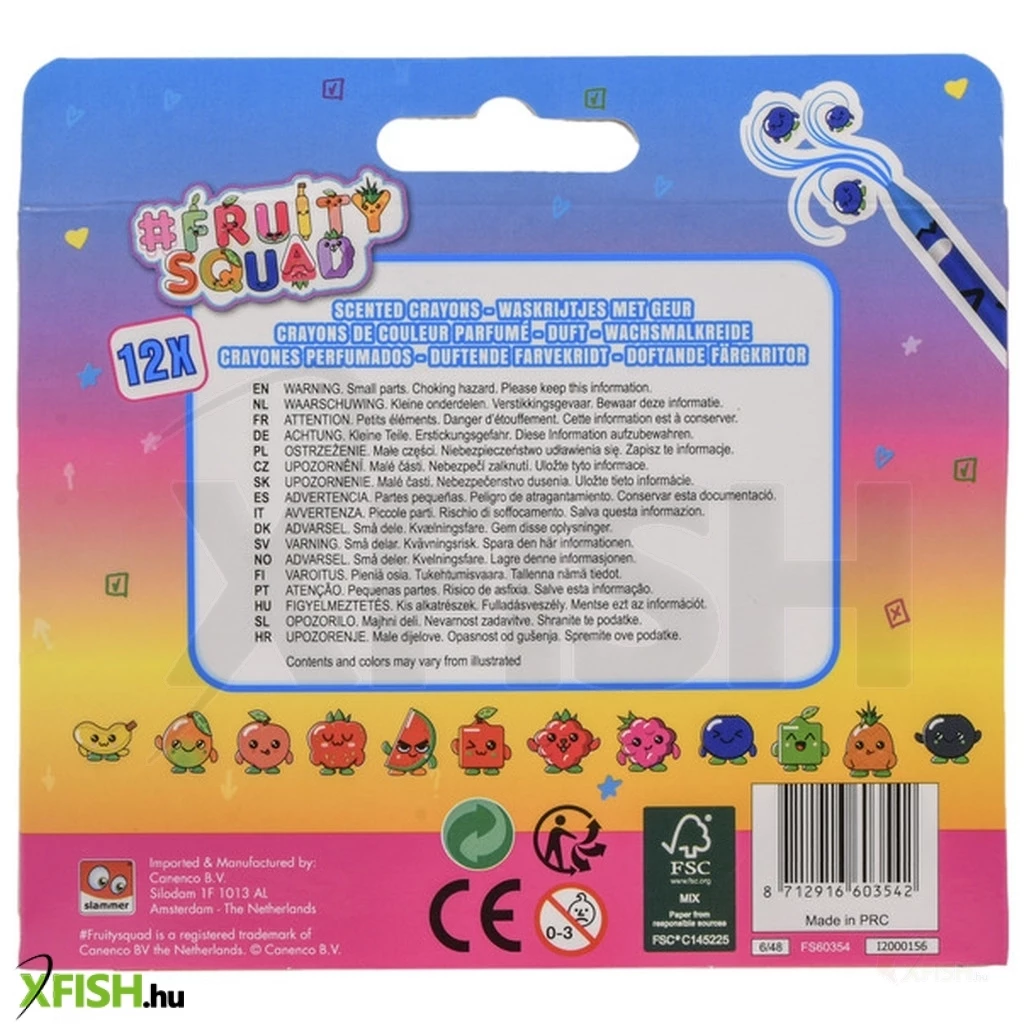 #FRUITY
SQUAD
12X
SCENTED CRAYONS - WASKRIJTJES MET GEUR
CRAYONS DE COULEUR PARFUMÉ - DUFT - WACHSMALKREIDE
CRAYONES PERFUMADOS - DUFTENDE FARVEKRIDT - DOFTANDE FÄRGKRITOR
EN WARNING. Small parts. Choking hazard. Please keep this information.
NL WAARSCHUWING. Kleine onderdelen. Verstikkingsgevaar. Bewaar deze informatie.
FR ATTENTION. Petits éléments. Danger d'étouffement. Cette information est à conserver.
DE ACHTUNG. Kleine Teile. Erstickungsgefahr. Diese Information aufzubewahren.
PL OSTRZEŻENIE. Małe części. Niebezpieczeństwo udławienia się. Zapisz te informacje.
CZ UPOZORNĚNÍ. Malé části. Nebezpečí zalknutí. Uložte tyto informace.
SK UPOZORNENIE. Malé časti. Nebezpečenstvo dusenia. Uložte tieto informácie.
ES ADVERTENCIA. Partes pequeñas. Peligro de atragantamiento. Conservar esta documentació.
IT AVVERTENZA. Piccole parti. Rischio di soffocamento. Salva questa informazion.
DK ADVARSEL. Små dele. Kvælningsfare. Gem disse oplysninger.
SV VARNING. Små delar. Kvävningsrisk. Spara den här informationen.
NO ADVARSEL. Små deler. Kvelningsfare. Lagre denne informasjonen.
FI VAROITUS. Pieniä osia. Tukehtumisvaara. Tallenna nämä tiedot.
PT ATENÇÃO. Pequenas partes. Risico de asfixia. Salve esta informação.
HU FIGYELMEZTETÉS. Kis alkatrészek. Fulladásveszély. Mentse ezt az információt.
SL OPOZORILO. Majhni deli. Nevarnost zadavitve. Shranite te podatke.
HR UPOZORENJE. Male dijelove. Opasnost od gušenja. Spremite ove podatke.
Contents and colors may vary from illustrated
XFISH
slammer
Imported & Manufactured by:
Canenco B.V.
Silodam 1F 1013 AL
Amsterdam - The Netherlands
#Fruitysquad is a registered trademark of
Canenco BV the Netherlands. © Canenco B.V.
CE
0-3
FSC
www.fsc.org
MIX
Paper from
responsible sources
FSC® C145225
8 712916 603542
Made in PRC
6/48 FS60354 I2000156
XFISH.hu
XFISH.hu